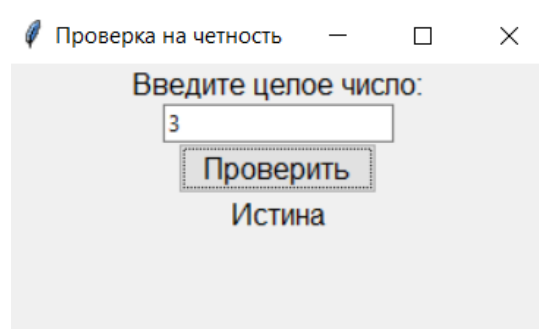 Проверка на четность
Введите целое число:
3
Проверить
Истина